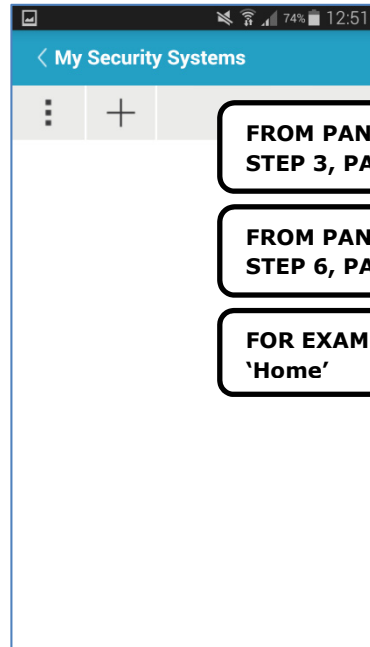 74% 12:51
My Security Systems
FROM PAN
STEP 3, PA
FROM PAN
STEP 6, PA
FOR EXAM
‘Home’